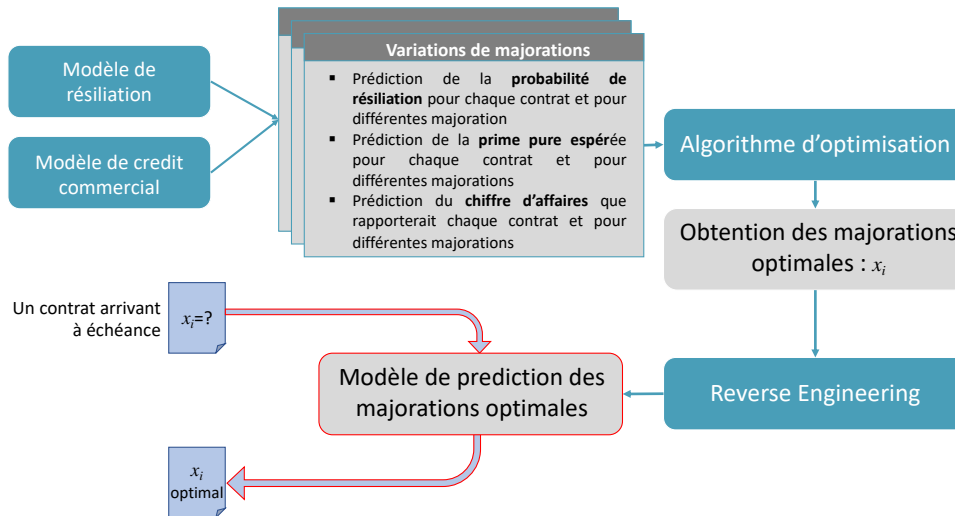 Modèle de
résiliation
Modèle de credit
commercial
Variations de majorations
▪ Prédiction de la probabilité de
résiliation pour chaque contrat et pour
différentes majoration
▪ Prédiction de la prime pure espérée
pour chaque contrat et pour
différentes majorations
▪ Prédiction du chiffre d'affaires que
rapporterait chaque contrat et pour
différentes majorations
Algorithme d'optimisation
Obtention des majorations
optimales : xi
Un contrat arrivant
à échéance
xi=?
Modèle de prediction des
majorations optimales
Reverse Engineering
xi
optimal